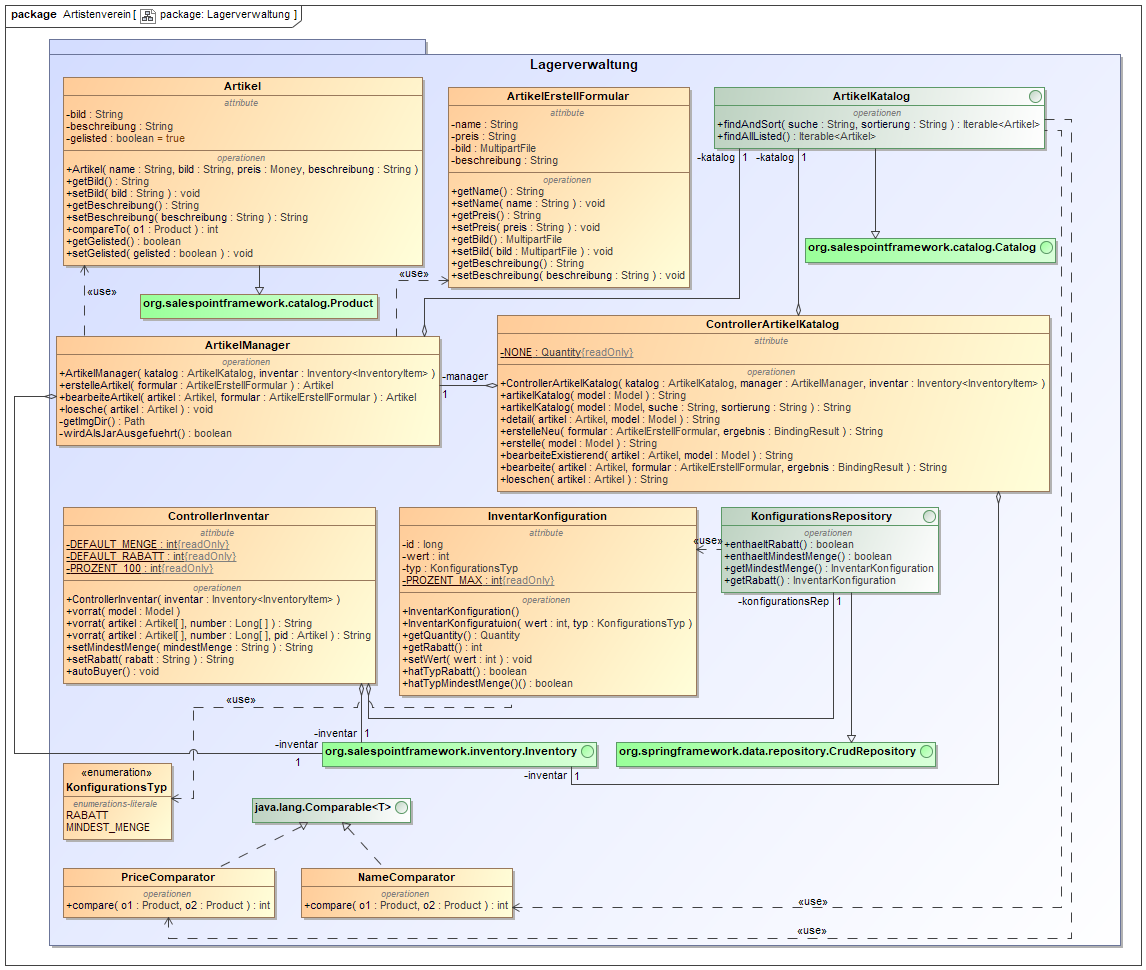 package Artistenverein [ package: Lagerverwaltung ]
Lagerverwaltung
Artikel
attribute
-bild : String
-beschreibung : String
-gelisted : boolean = true
operationen
+Artikel( name : String, bild : String, preis : Money, beschreibung : String )
+getBild() : String
+setBild( bild : String ) : void
+getBeschreibung() : String
+setBeschreibung( beschreibung : String ) : String
+compareTo( o1 : Product ) : int
+getGelisted() : boolean
+setGelisted( gelisted : boolean ) : void
ArtikelErstellFormular
attribute
-name : String
-preis : String
-bild : MultipartFile
-beschreibung : String
operationen
+getName() : String
+setName( name : String ) : void
+getPreis() : String
+setPreis( preis : String ) : void
+getBild() : MultipartFile
+setBild( bild : MultipartFile ) : void
+getBeschreibung() : String
+setBeschreibung( beschreibung : String ) : void
ArtikelKatalog
operationen
+findAndSort( suche : String, sortierung : String ) : Iterable<Artikel>
+findAllListed() : Iterable<Artikel>
-katalog 1
-katalog 1
org.salespointframework.catalog.Catalog
«use»
«use»
org.salespointframework.catalog.Product
ArtikelManager
operationen
+ArtikelManager( katalog : ArtikelKatalog, inventar : Inventory<InventoryItem> )
+erstelleArtikel( formular : ArtikelErstellFormular ) : Artikel
+bearbeiteArtikel( artikel : Artikel, formular : ArtikelErstellFormular ) : Artikel
+loesche( artikel : Artikel ) : void
-getImgDir() : Path
-wirdAlsJarAusgefuehrt() : boolean
-manager
1
ControllerArtikelKatalog
attribute
-NONE : Quantity{readOnly}
operationen
+ControllerArtikelKatalog( katalog : ArtikelKatalog, manager : ArtikelManager, inventar : Inventory<InventoryItem> )
+artikelKatalog( model : Model ) : String
+artikelKatalog( model : Model, suche : String, sortierung : String ) : String
+detail( artikel : Artikel, model : Model ) : String
+erstelleNeu( formular : ArtikelErstellFormular, ergebnis : BindingResult ) : String
+erstelle( model : Model ) : String
+bearbeiteExistierend( artikel : Artikel, model : Model ) : String
+bearbeite( artikel : Artikel, formular : ArtikelErstellFormular, ergebnis : BindingResult ) : String
+loeschen( artikel : Artikel ) : String
ControllerInventar
attribute
-DEFAULT_MENGE : int{readOnly}
-DEFAULT_RABATT : int{readOnly}
-PROZENT_100 : int{readOnly}
operationen
+ControllerInventar( inventar : Inventory<InventoryItem> )
+vorrat( model : Model )
+vorrat( artikel : Artikel[ ], number : Long[ ] ) : String
+vorrat( artikel : Artikel[ ], number : Long[ ], pid : Artikel ) : String
+setMindestMenge( mindestMenge : String ) : String
+setRabatt( rabatt : String ) : String
+autoBuyer() : void
InventarKonfiguration
attribute
-id : long
-wert : int
-typ : KonfigurationsTyp
-PROZENT_MAX : int{readOnly}
operationen
+InventarKonfiguration()
+InventarKonfiguratuion( wert : int, typ : KonfigurationsTyp )
+getQuantity() : Quantity
+getRabatt() : int
+setWert( wert : int ) : void
+hatTypRabatt() : boolean
+hatTypMindestMenge()() : boolean
«use»
KonfigurationsRepository
operationen
+enthaeltRabatt() : boolean
+enthaeltMindestMenge() : boolean
+getMindestMenge() : InventarKonfiguration
+getRabatt() : InventarKonfiguration
-konfigurationsRep 1
«use»
-inventar 1
-inventar
1
org.salespointframework.inventory.Inventory
-inventar 1
org.springframework.data.repository.CrudRepository
«enumeration»
KonfigurationsTyp
enumerations-literale
RABATT
MINDEST_MENGE
java.lang.Comparable<T>
PriceComparator
operationen
+compare( o1 : Product, o2 : Product ) : int
NameComparator
operationen
+compare( o1 : Product, o2 : Product ) : int
«use»
«use»